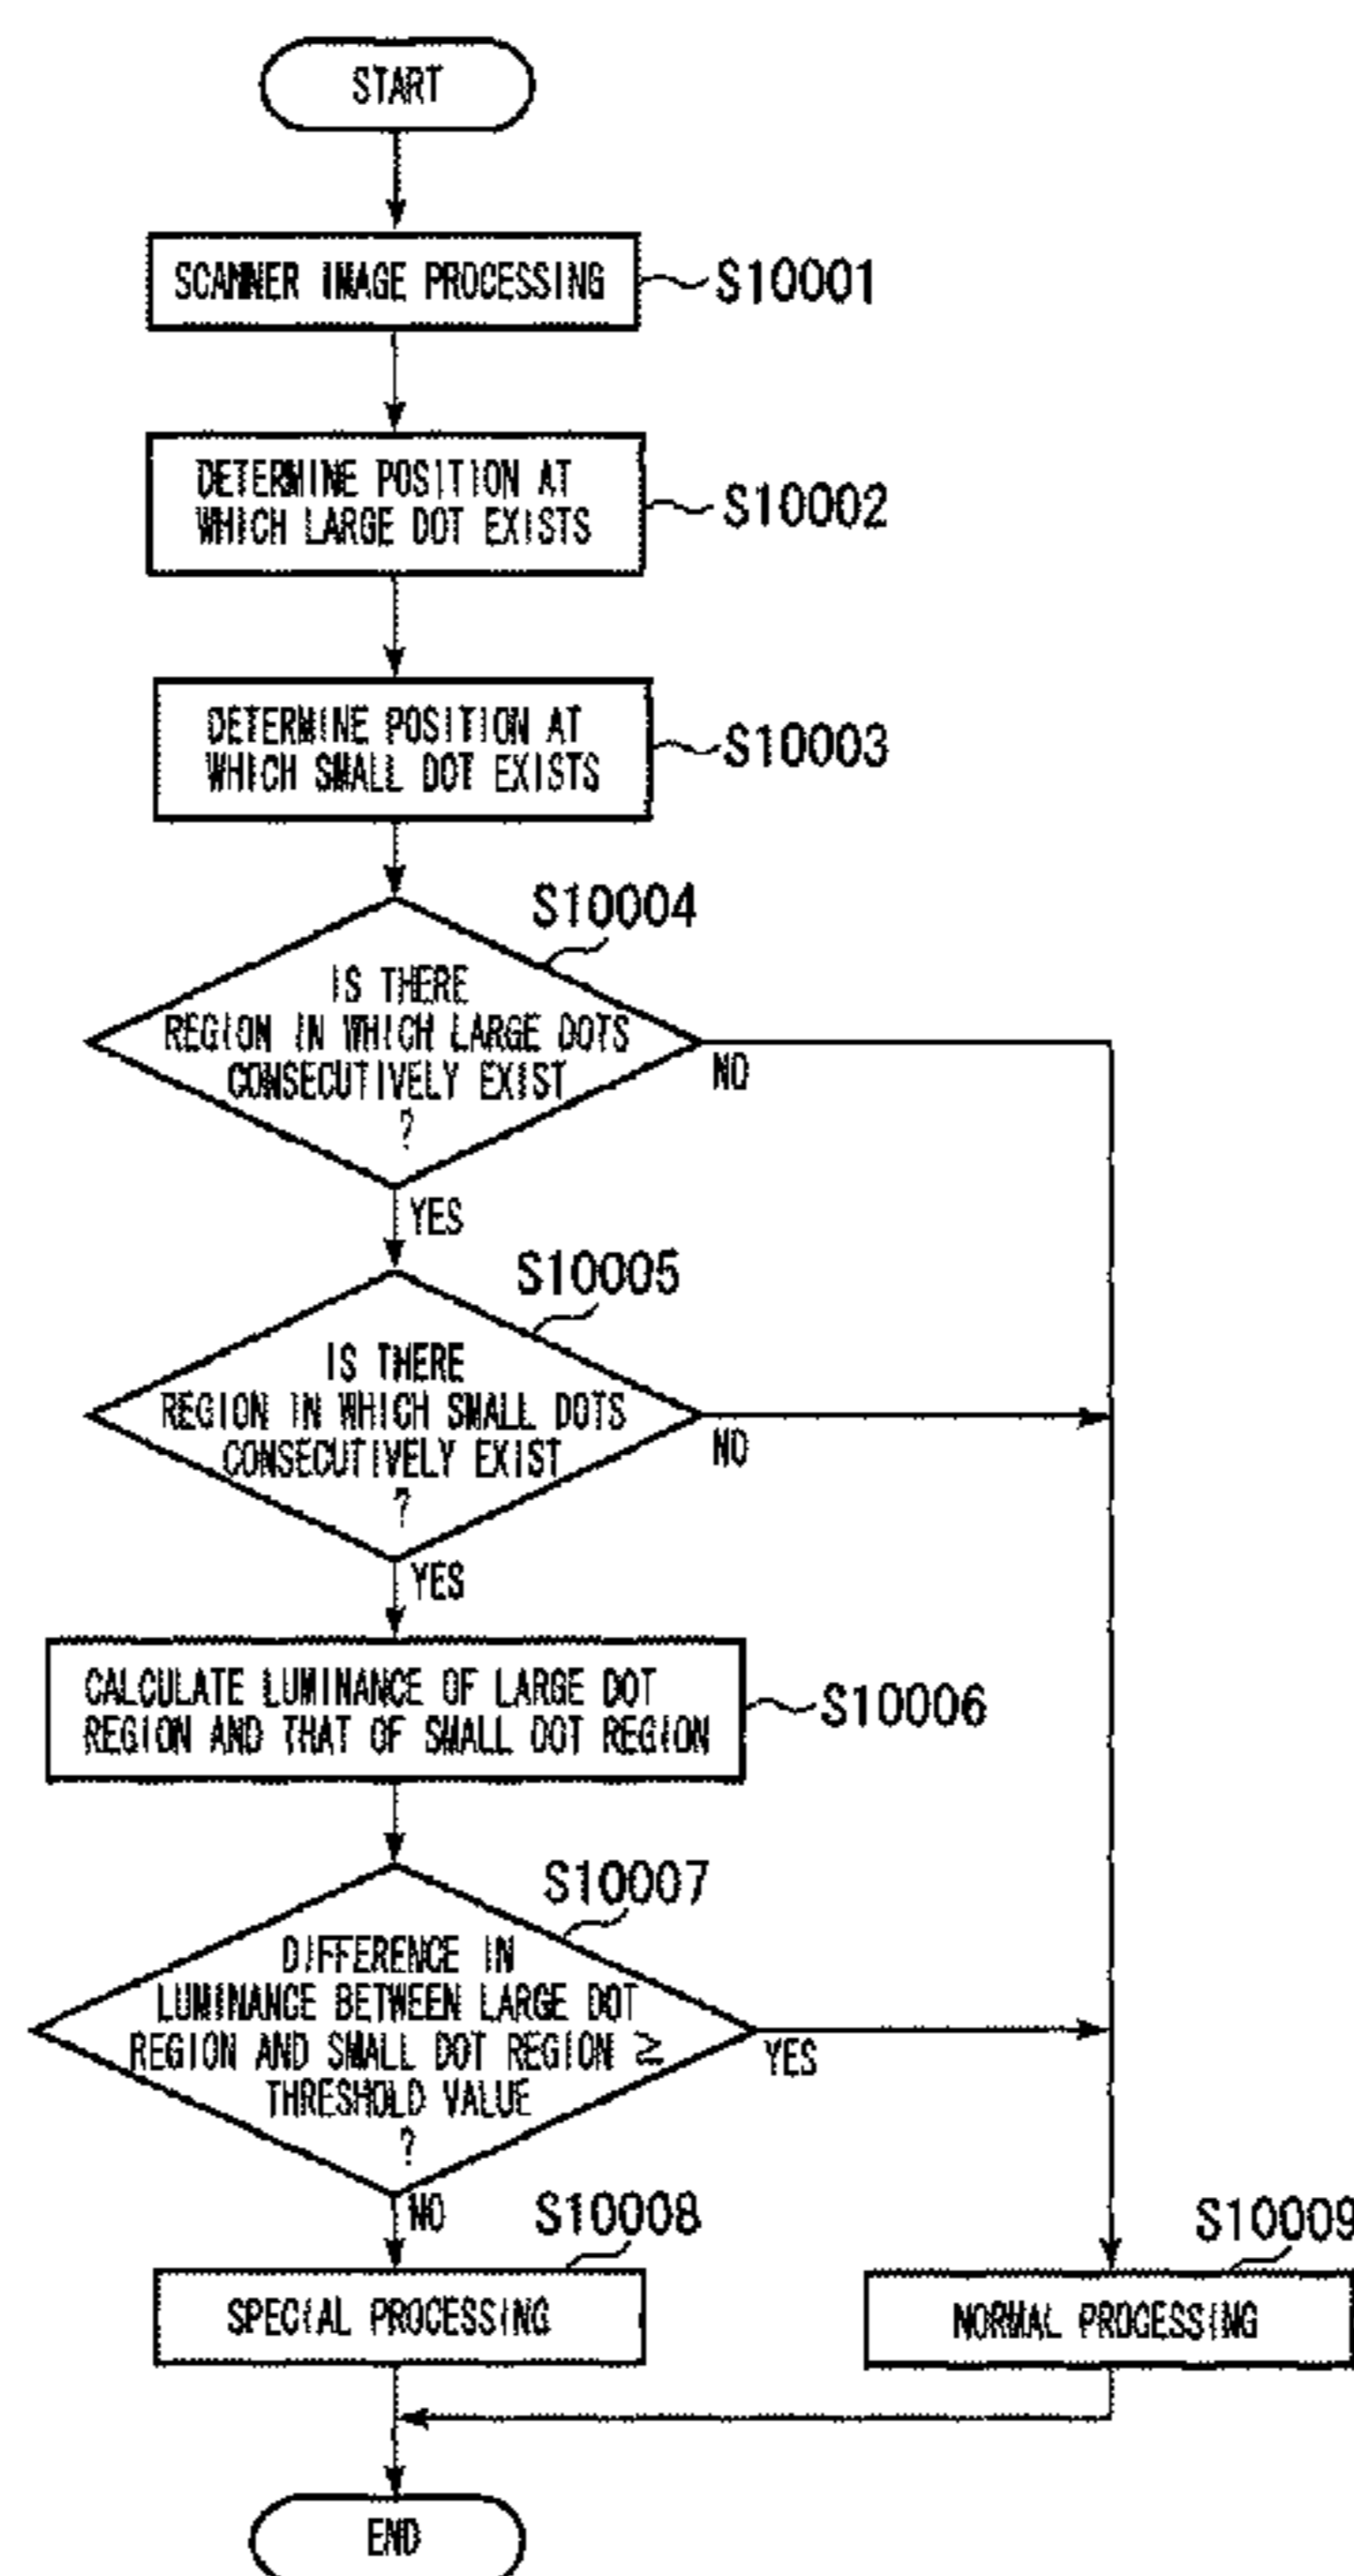 START
SCANNER IMAGE PROCESSING
S10001
DETERMINE POSITION AT
WHICH LARGE DOT EXISTS
S10002
DETERMINE POSITION AT
WHICH SMALL DOT EXISTS
S10003
S10004
IS THERE
REGION IN WHICH LARGE DOTS
CONSECUTIVELY EXIST
?
NO
YES
S10005
IS THERE
REGION IN WHICH SMALL DOTS
CONSECUTIVELY EXIST
?
NO
YES
CALCULATE LUMINANCE OF LARGE DOT
REGION AND THAT OF SMALL DOT REGION
S10006
S10007
DIFFERENCE IN
LUMINANCE BETWEEN LARGE DOT
REGION AND SMALL DOT REGION ≧
THRESHOLD VALUE
?
YES
NO
S10008
SPECIAL PROCESSING
S10009
NORMAL PROCESSING
END